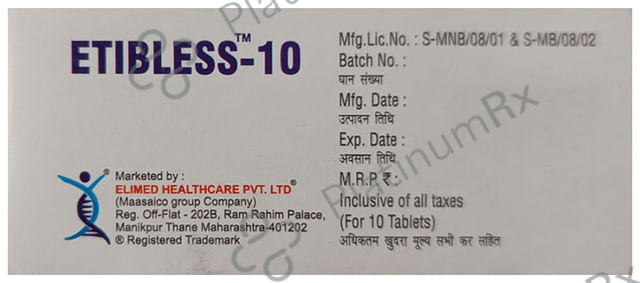 ETIBLESS™-10
Marketed by :
ELIMED HEALTHCARE PVT. LTD®
(Maasaico group Company)
Reg. Off-Flat - 202B, Ram Rahim Palace,
Manikpur Thane Maharashtra-401202
® Registered Trademark
Mfg.Lic.No. : S-MNB/08/01 & S-MB/08/02
Batch No. :
घान संख्या
Mfg. Date :
उत्पादन तिथि
Exp. Date :
अवसान तिथि
M.R.P ₹ :
Inclusive of all taxes
(For 10 Tablets)
अधिकतम खुदरा मूल्य सभी कर सहित
PlatinumRx